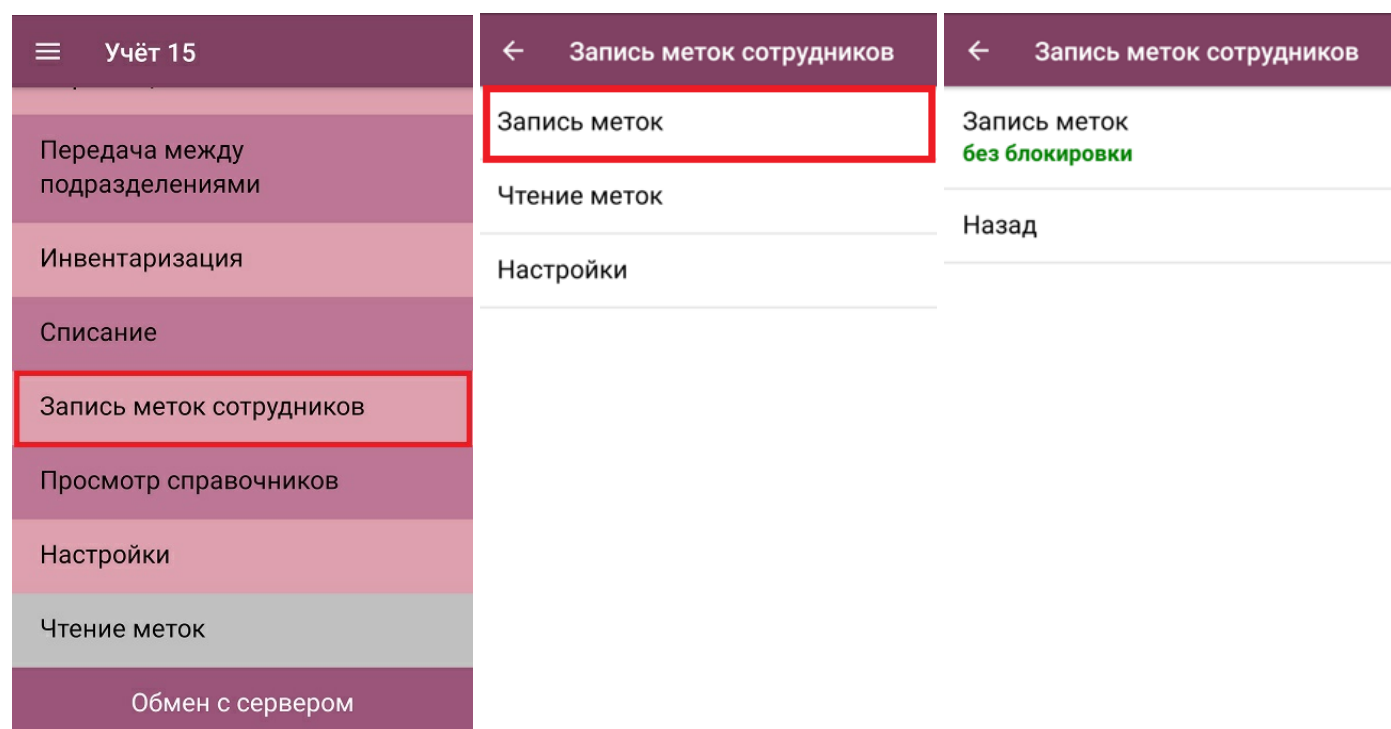 Учёт 15
Передача между
подразделениями
Инвентаризация
Списание
Запись меток сотрудников
Просмотр справочников
Настройки
Чтение меток
Обмен с сервером
Запись меток сотрудников
Запись меток
Чтение меток
Настройки
Запись меток сотрудников
Запись меток
без блокировки
Назад